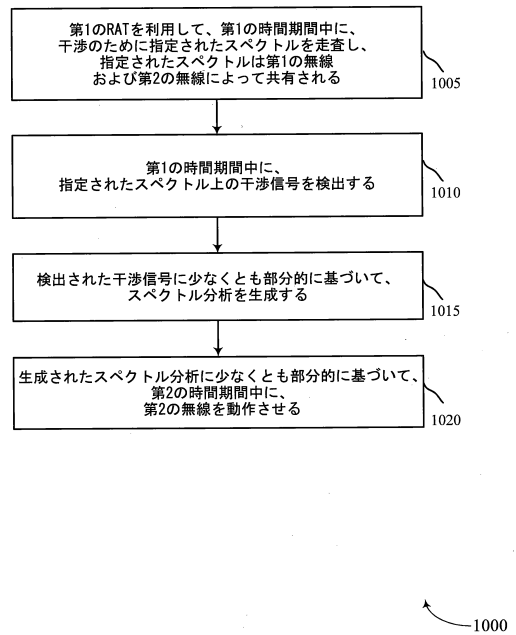 第1のRATを利用して、第1の時間期間中に、
干渉のために指定されたスペクトルを走査し、
指定されたスペクトルは第1の無線
および第2の無線によって共有される
1005
第1の時間期間中に、
指定されたスペクトル上の干渉信号を検出する
1010
検出された干渉信号に少なくとも部分的に基づいて、
スペクトル分析を生成する
1015
生成されたスペクトル分析に少なくとも部分的に基づいて、
第2の時間期間中に、
第2の無線を動作させる
1020
1000